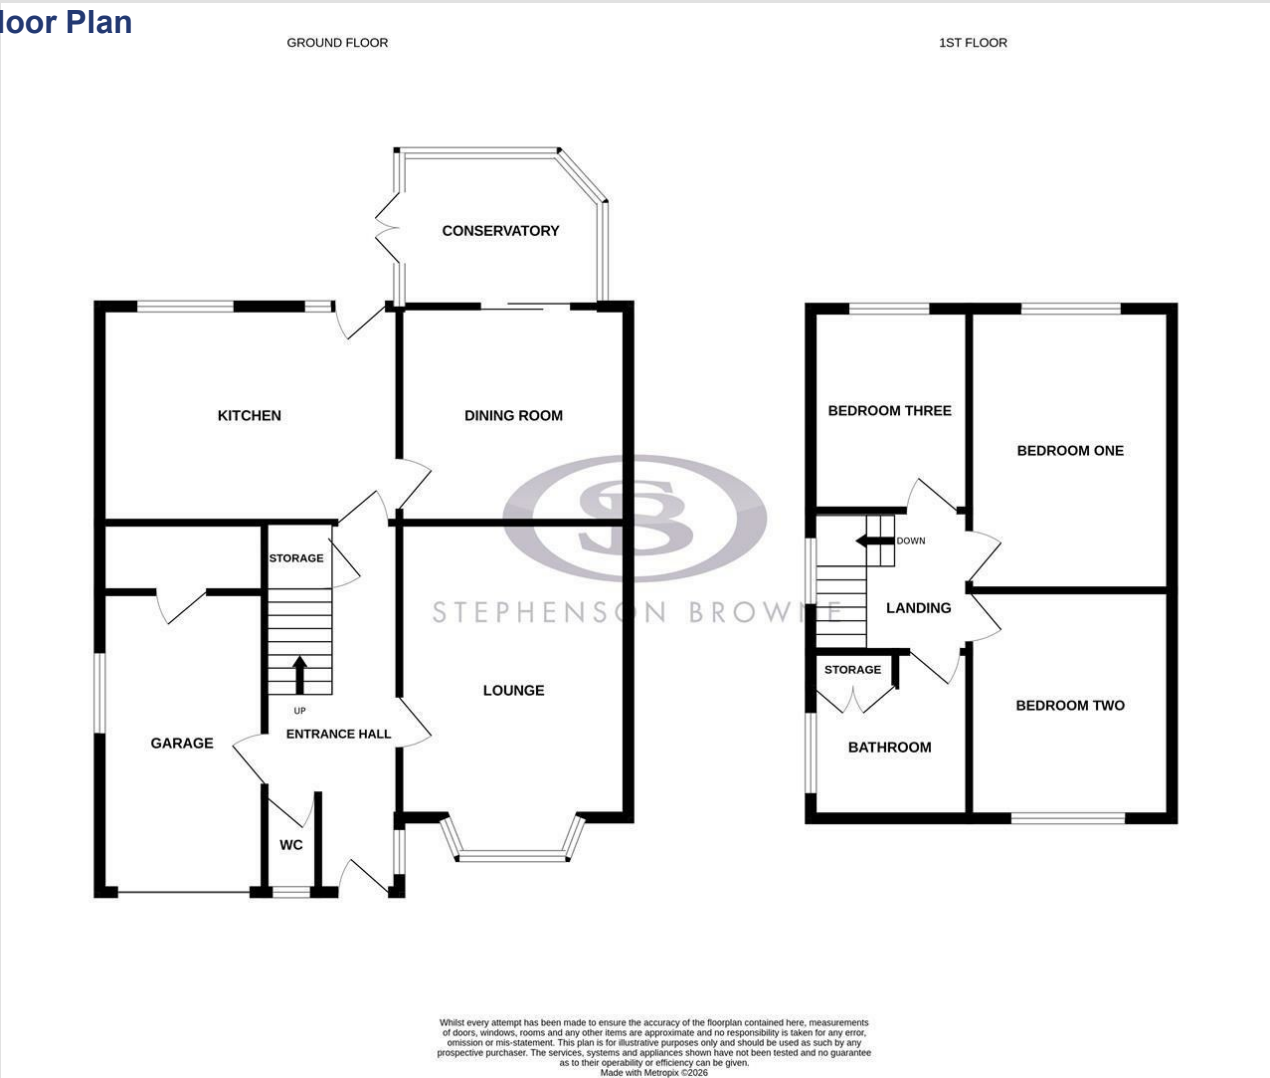 loor Plan
GROUND FLOOR
1ST FLOOR
CONSERVATORY
KITCHEN
DINING ROOM
BEDROOM THREE
BEDROOM ONE
SB
STORAGE
DOWN
STEPHENSON BROWNE
LANDING
STORAGE
LOUNGE
UP
ENTRANCE HALL
GARAGE
BEDROOM TWO
BATHROOM
WC
Whilst every attempt has been made to ensure the accuracy of the floorplan contained here, measurements
of doors, windows, rooms and any other items are approximate and no responsibility is taken for any error,
omission or mis-statement. This plan is for illustrative purposes only and should be used as such by any
prospective purchaser. The services, systems and appliances shown have not been tested and no guarantee
as to their operability or efficiency can be given.
Made with Metropix ©2026